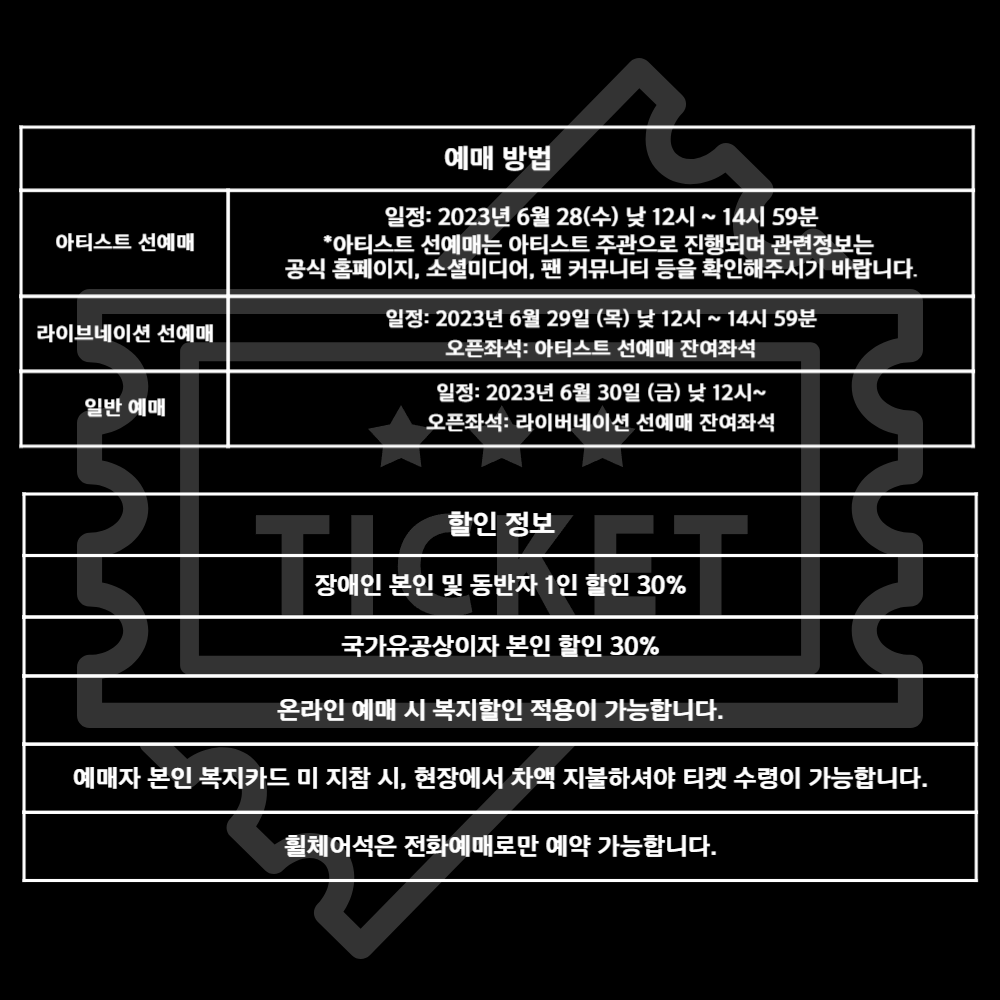 예매 방법
아티스트 선예매
일정: 2023년 6월 28(수) 낮 12시 ~ 14시 59분
*아티스트 선예매는 아티스트 주관으로 진행되며 관련정보는
공식 홈페이지, 소셜미디어, 팬 커뮤니티 등을 확인해주시기 바랍니다.
라이브네이션 선예매
일정: 2023년 6월 29일 (목) 낮 12시 ~ 14시 59분
오픈좌석: 아티스트 선예매 잔여좌석
일반 예매
일정: 2023년 6월 30일 (금) 낮 12시~
오픈좌석: 라이버네이션 선예매 잔여좌석
TICKET
할인 정보
장애인 본인 및 동반자 1인 할인 30%
국가유공상이자 본인 할인 30%
온라인 예매 시 복지할인 적용이 가능합니다.
예매자 본인 복지카드 미 지참 시, 현장에서 차액 지불하셔야 티켓 수령이 가능합니다.
휠체어석은 전화예매로만 예약 가능합니다.